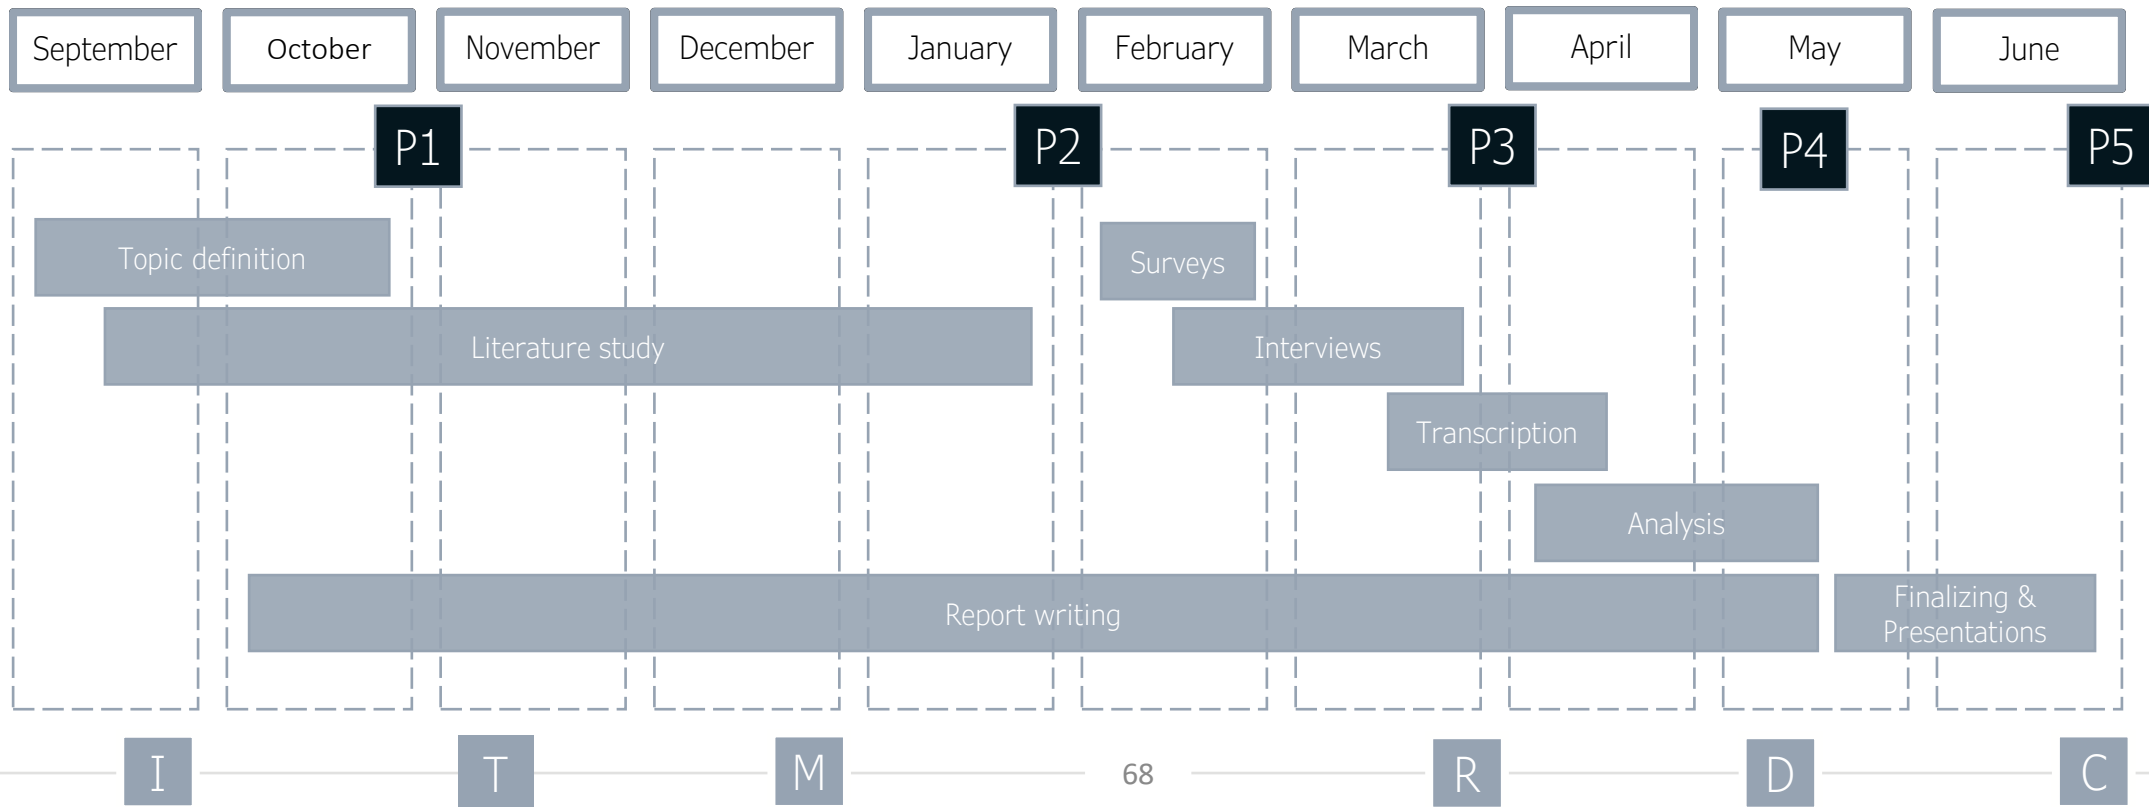 September
October
November
December
January
February
March
April
May
June
P1
P2
P3
P4
P5
Topic definition
Surveys
Literature study
Interviews
Transcription
Analysis
Report writing
Finalizing &
Presentations
I
T
M
68
R
D
C